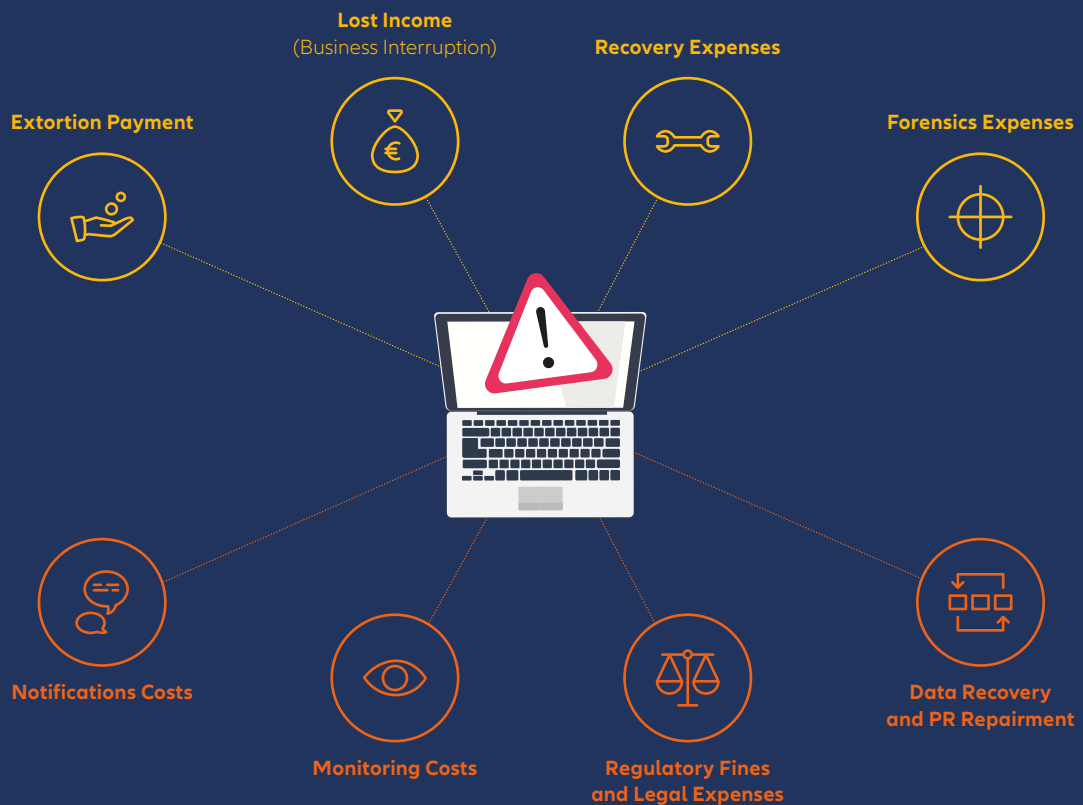 Lost Income
(Business Interruption)
Recovery Expenses
Extortion Payment
Forensics Expenses
€
Notifications Costs
Data Recovery
and PR Repairment
Monitoring Costs
Regulatory Fines
and Legal Expenses